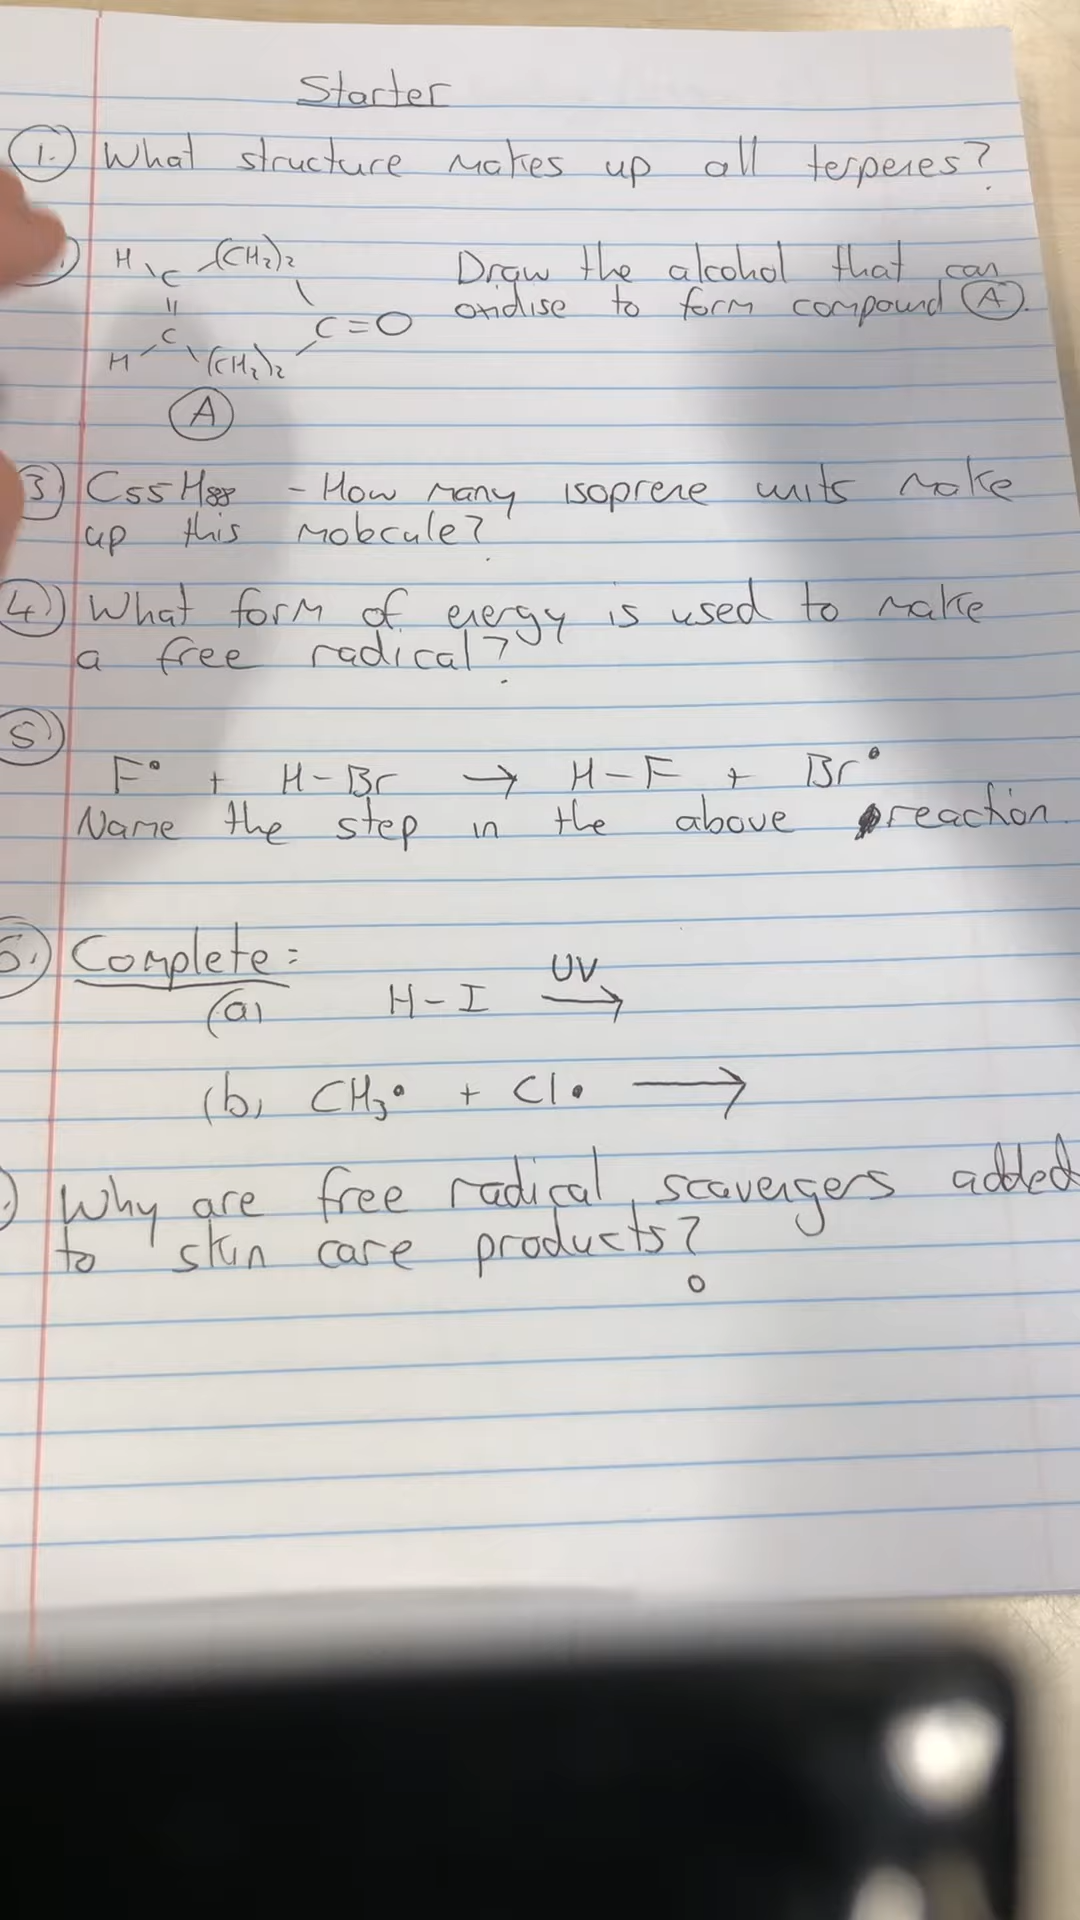 Starter
1. What structure makes up all terpenes?
H C (CH2)2 Draw the alcohol that can
C=O oxidise to form compound A.
H C (CH2)2
A
3. C55H88 - How many isoprene units make
up this molecule?
4. What form of energy is used to make
a free radical?
5.
F• + H-Br → H-F + Br•
Name the step in the above reaction.
6. Complete:
(a) H-I UV →
(b) CH3• + Cl• →
Why are free radical scavengers added
to skin care products?